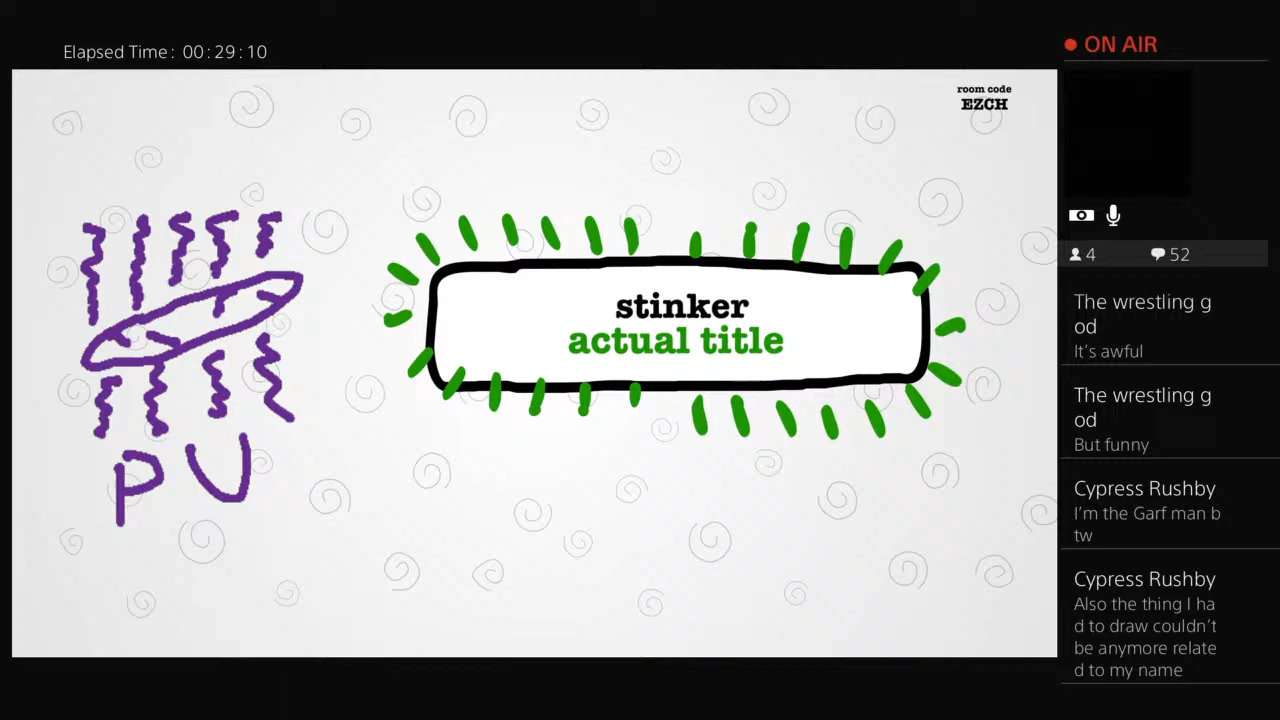 Elapsed Time: 00:29:10
ON AIR
room code
EZCH
stinker
actual title
PU
4 52
The wrestling g
od
It's awful
The wrestling g
od
But funny
Cypress Rushby
I'm the Garf man b
tw
Cypress Rushby
Also the thing I ha
d to draw couldn't
be anymore relate
d to my name